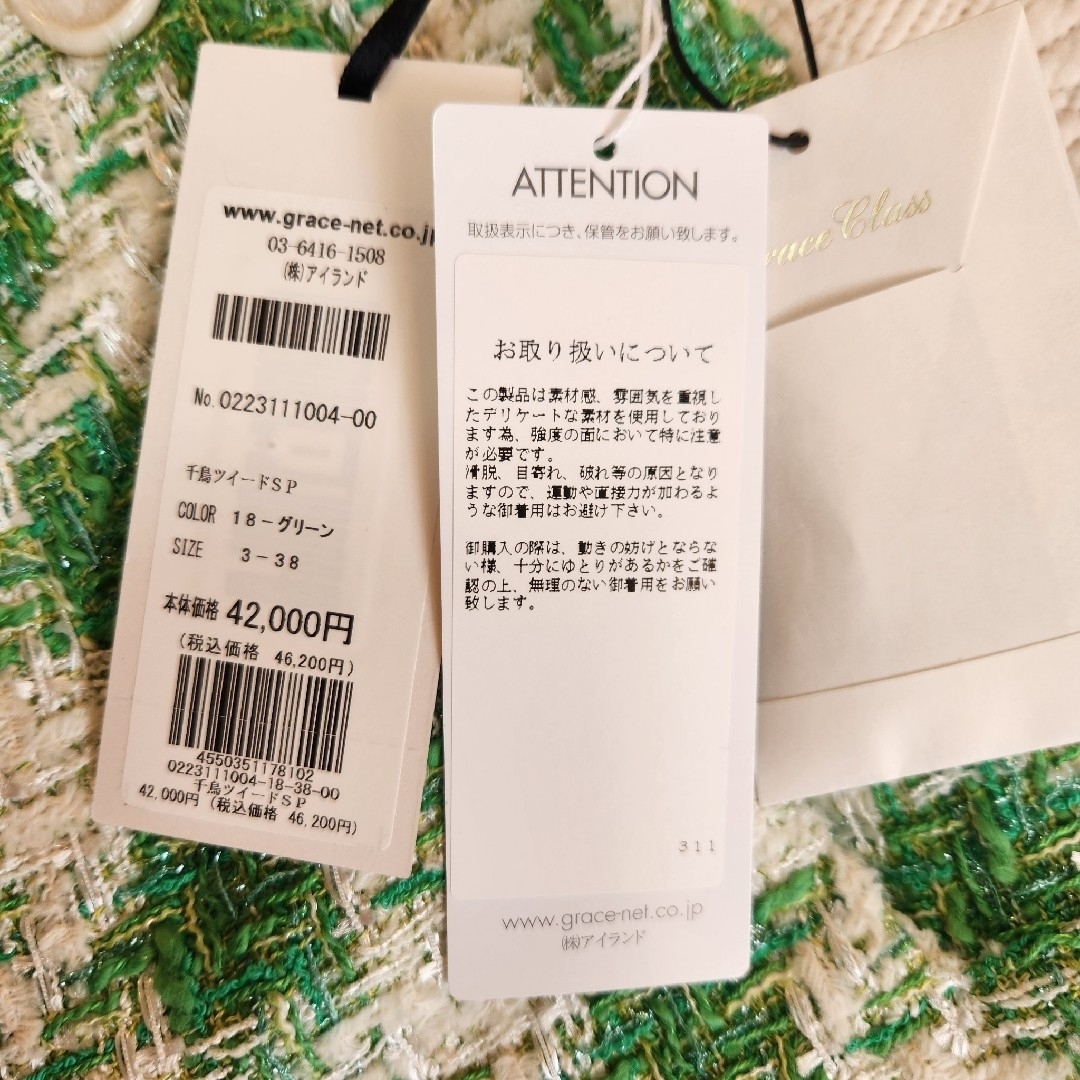 www.grace-net.co.j
03-6416-1508
(株)アイランド
No.0223111004-00
千鳥ツイードSP
COLOR 18-グリーン
SIZE 3-38
本体価格 42,000円
(税込価格 46,200円)
4550351178102
0223111004-18-38-00
千鳥ツイードSP
42,000円 (税込価格 46,200円)
ATTENTION
取扱表示につき、保管をお願い致します。
お取り扱いについて
この製品は素材感、雰囲気を重視し
たデリケートな素材を使用しており
ます為、強度の面において特に注意
が必要です。
滑脱、目寄れ、破れ等の原因となり
ますので、運動や直接力が加わるよ
うな御着用はお避け下さい。
御購入の際は、動きの妨げとならな
い様、十分にゆとりがあるかをご確
認の上、無理のない御着用をお願い
致します。
311
www.grace-net.co.jp
(株)アイランド
race Class